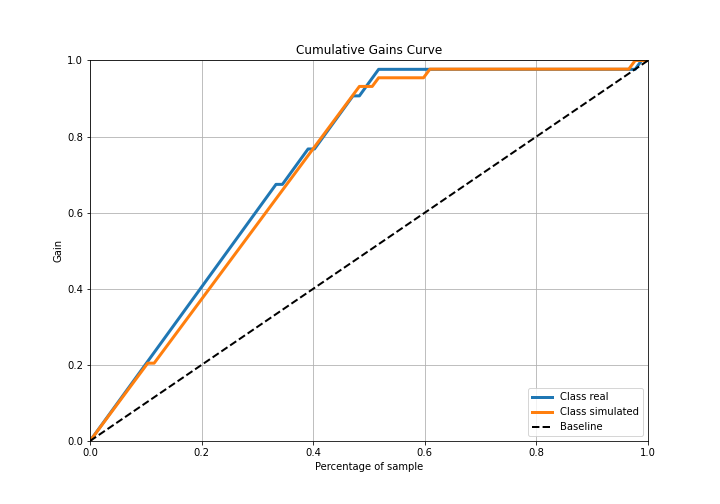 Cumulative Gains Curve
1.0
0.8
0.6
0.4
0.2
0.0
Gain
0.0 0.2 0.4 0.6 0.8 1.0
Percentage of sample
Class real
Class simulated
Baseline